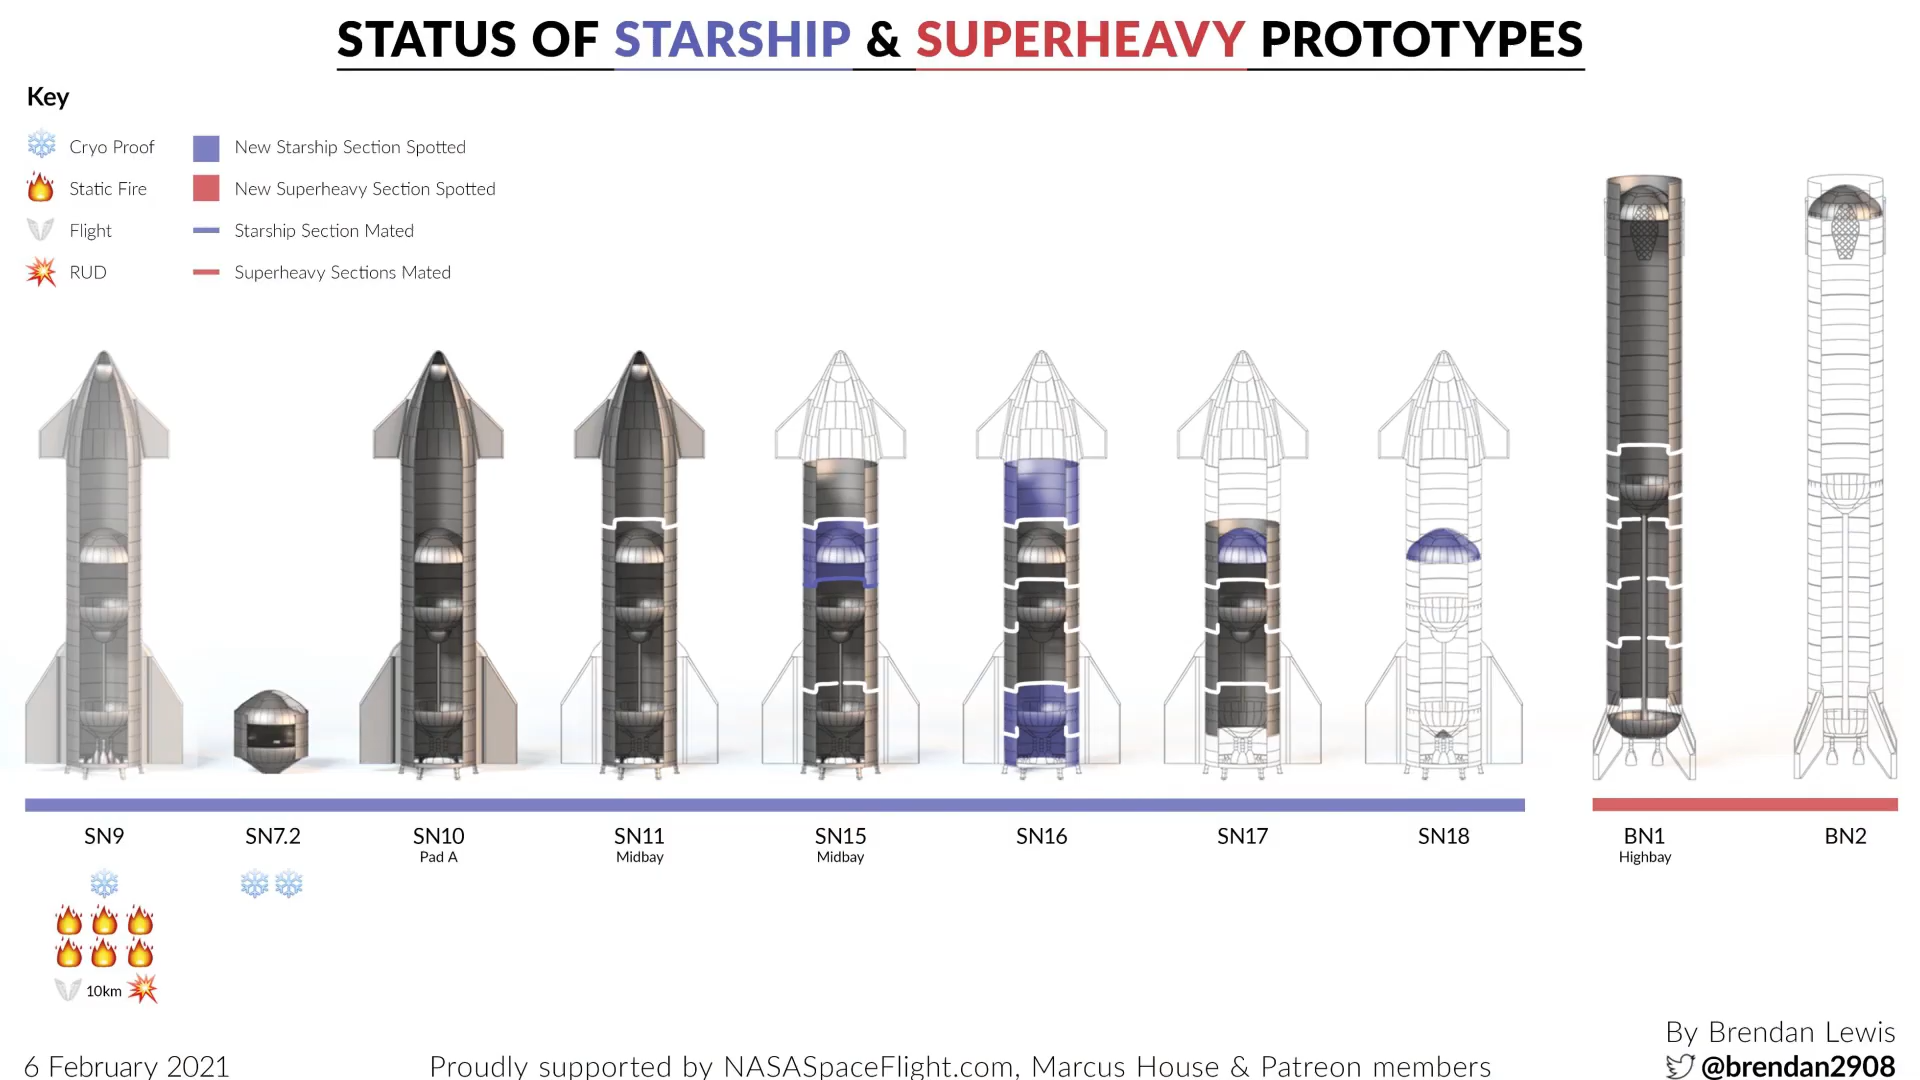 STATUS OF STARSHIP & SUPERHEAVY PROTOTYPES
Key
Cryo Proof
New Starship Section Spotted
Static Fire
New Superheavy Section Spotted
Flight
Starship Section Mated
RUD
Superheavy Sections Mated
SN9
SN7.2
SN10
Pad A
SN11
Midbay
SN15
Midbay
SN16
SN17
SN18
BN1
Highbay
BN2
10km
6 February 2021
Proudly supported by NASASpaceFlight.com, Marcus House & Patreon members
By Brendan Lewis
@brendan2908